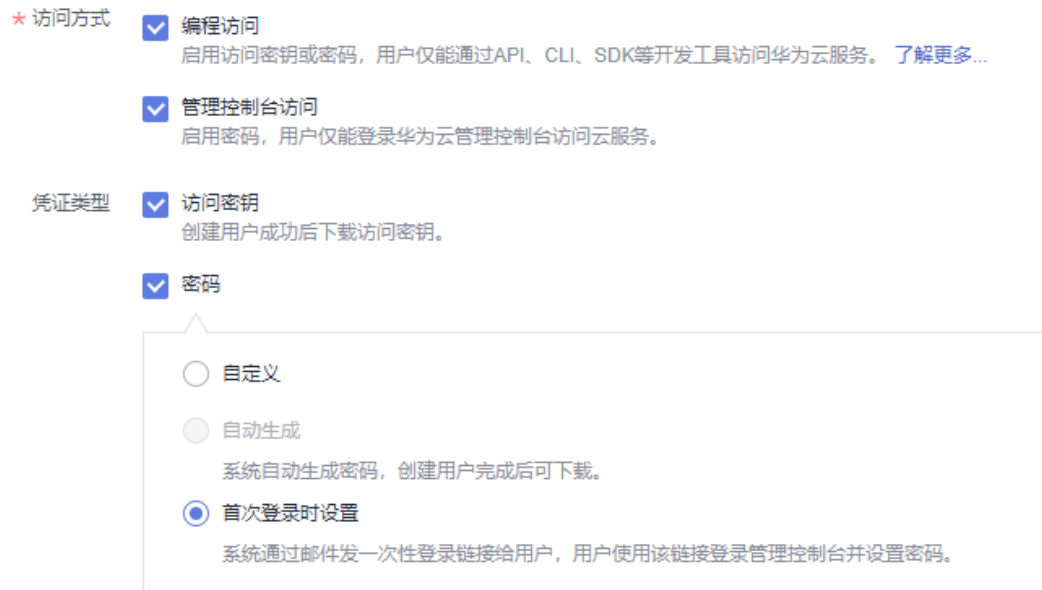 * 访问方式
编程访问
启用访问密钥或密码，用户仅能通过API、CLI、SDK等开发工具访问华为云服务。 了解更多...
管理控制台访问
启用密码，用户仅能登录华为云管理控制台访问云服务。
凭证类型
访问密钥
创建用户成功后下载访问密钥。
密码
自定义
自动生成
系统自动生成密码，创建用户完成后可下载。
首次登录时设置
系统通过邮件发一次性登录链接给用户，用户使用该链接登录管理控制台并设置密码。